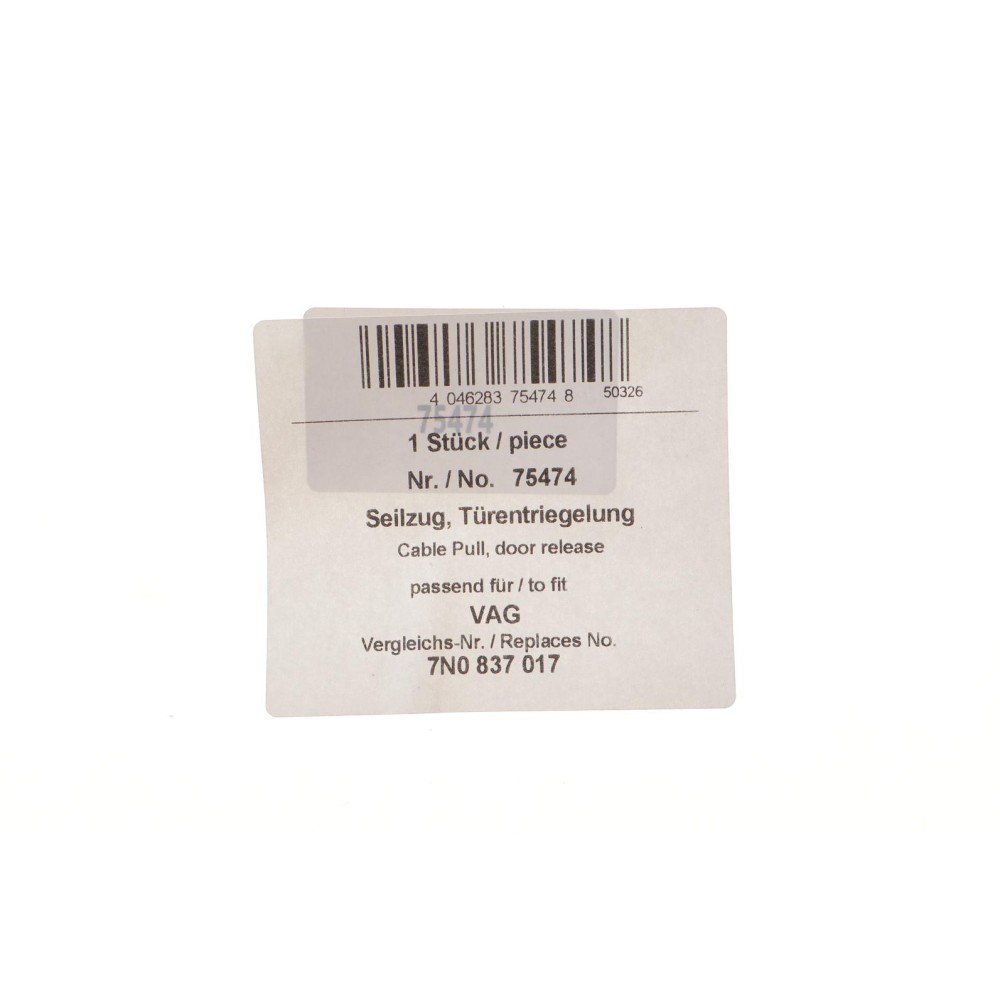 4 046283 75474 8 50326
75474
1 Stück / piece
Nr. / No. 75474
Seilzug, Türentriegelung
Cable Pull, door release
passend für / to fit
VAG
Vergleichs-Nr. / Replaces No.
7N0 837 017